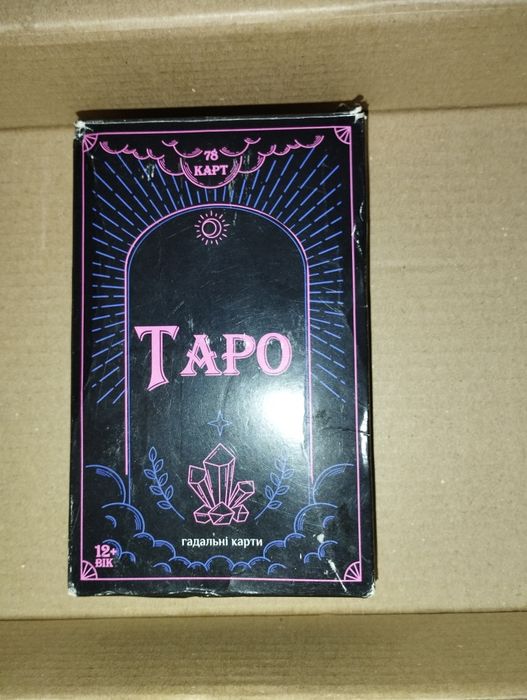 78
КАРТ
ТАРО
гадальні карти
12+
ВІК